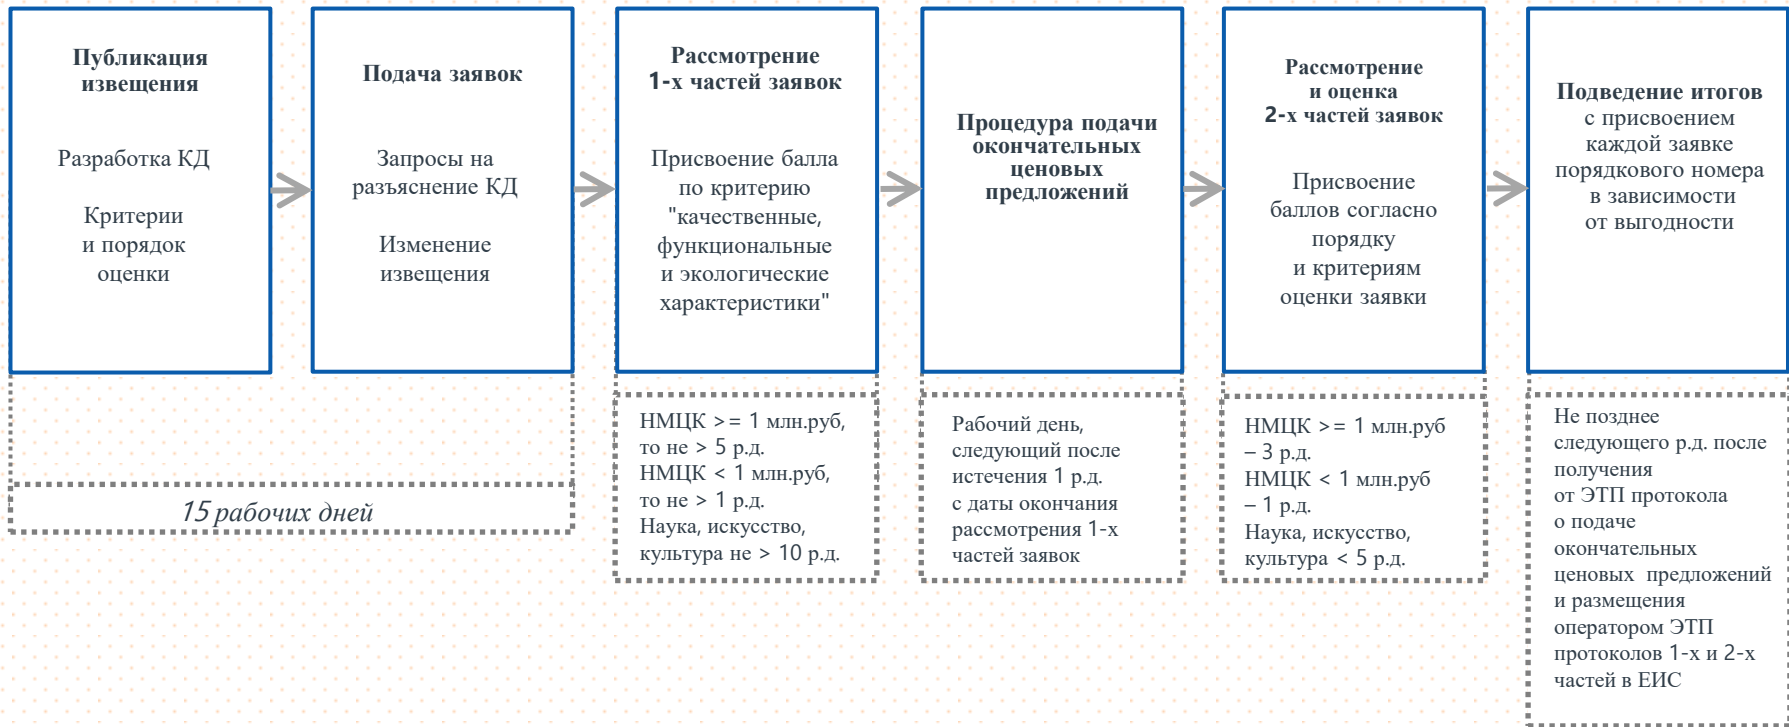 Публикация
извещения
Разработка КД
Критерии
и порядок
оценки
Подача заявок
Запросы на
разъяснение КД
Изменение
извещения
15 рабочих дней
Рассмотрение
1-х частей заявок
Присвоение балла
по критерию
"качественные,
функциональные
и экологические
характеристики"
НМЦК >= 1 млн.руб,
то не > 5 р.д.
НМЦК < 1 млн.руб,
то не > 1 р.д.
Наука, искусство,
культура не > 10 р.д.
Процедура подачи
окончательных
ценовых
предложений
Рабочий день,
следующий после
истечения 1 р.д.
с даты окончания
рассмотрения 1-х
частей заявок
Рассмотрение
и оценка
2-х частей заявок
Присвоение
баллов согласно
порядку
и критериям
оценки заявки
НМЦК >= 1 млн.руб
– 3 р.д.
НМЦК < 1 млн.руб
– 1 р.д.
Наука, искусство,
культура < 5 р.д.
Подведение итогов
с присвоением
каждой заявке
порядкового номера
в зависимости
от выгодности
Не позднее
следующего р.д. после
получения
от ЭТП протокола
о подаче
окончательных
ценовых предложений
и размещения
оператором ЭТП
протоколов 1-х и 2-х
частей в ЕИС